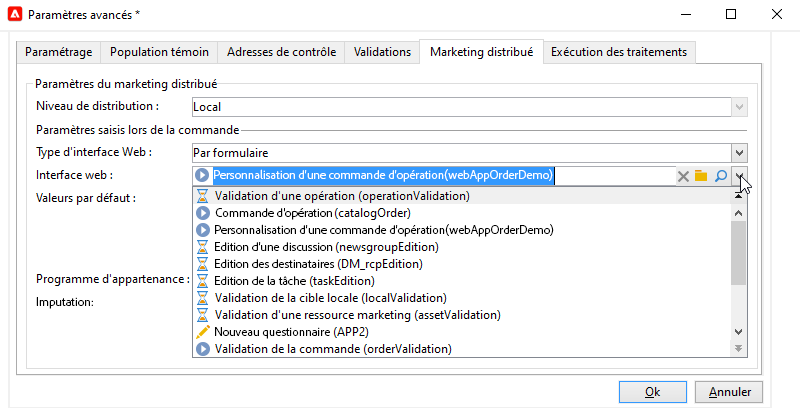 Paramètres avancés *
Paramétrage Population témoin Adresses de contrôle Validations Marketing distribué Exécution des traitements
Paramètres du marketing distribué
Niveau de distribution : Local
Paramètres saisis lors de la commande
Type d'interface Web : Par formulaire
Interface web : Personnalisation d'une commande d'opération(webAppOrderDemo)
Valeurs par défaut : Validation d'une opération (operationValidation)
Commande d'opération (catalogOrder)
Personnalisation d'une commande d'opération(webAppOrderDemo)
Edition d'une discussion (newsgroupEdition)
Edition des destinataires (DM_rcpEdition)
Programme d'appartenance : Edition de la tâche (taskEdition)
Imputation: Validation de la cible locale (localValidation)
Validation d'une ressource marketing (assetValidation)
Nouveau questionnaire (APP2)
Validation de la commande (orderValidation)
Ok Annuler